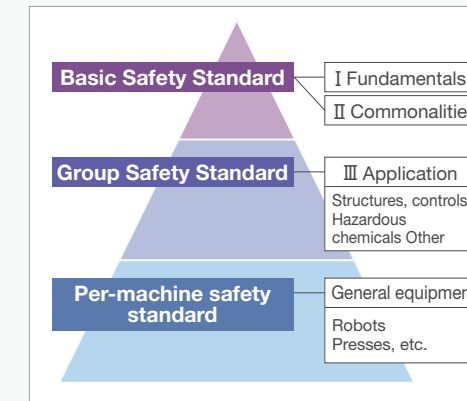 Basic Safety Standard
Ⅰ Fundamentals
Ⅱ Commonalitie
Group Safety Standard
Ⅲ Application
Structures, controls
Hazardous
chemicals Other
Per-machine safety
standard
General equipmen
Robots
Presses, etc.